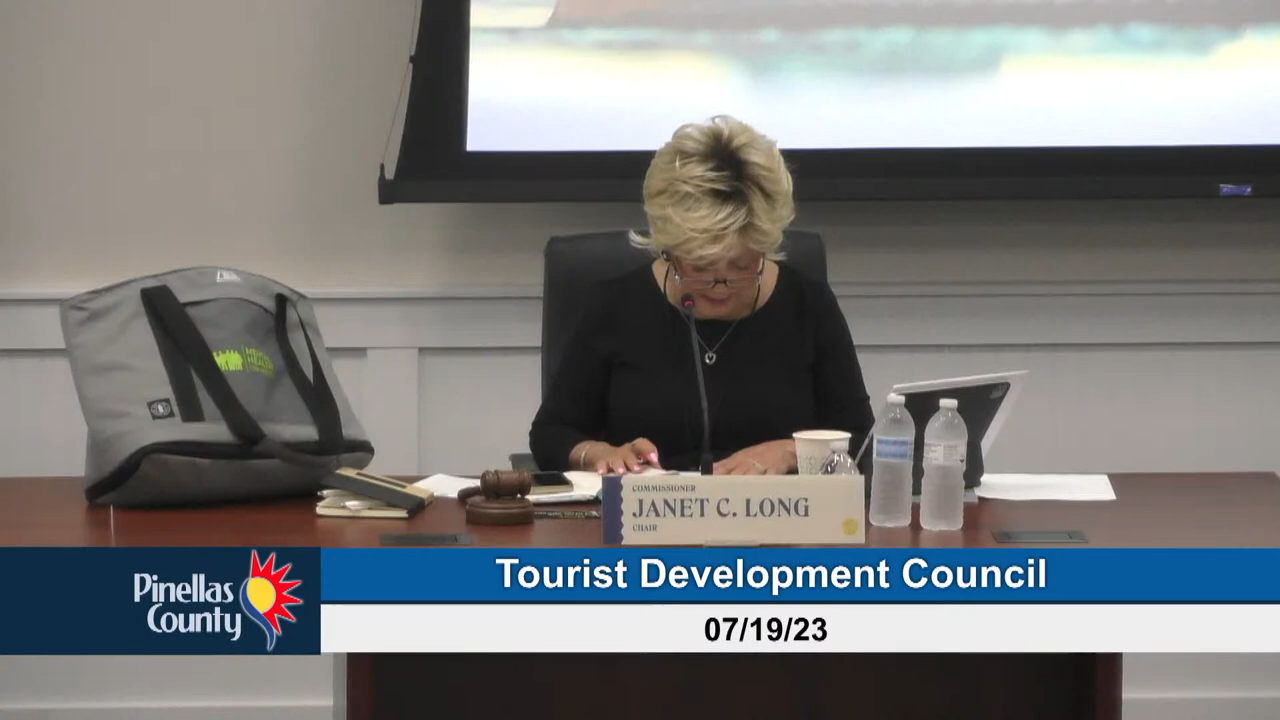 COMMISSIONER
JANET C. LONG
CHAIR
Pinellas
County
Tourist Development Council
07/19/23